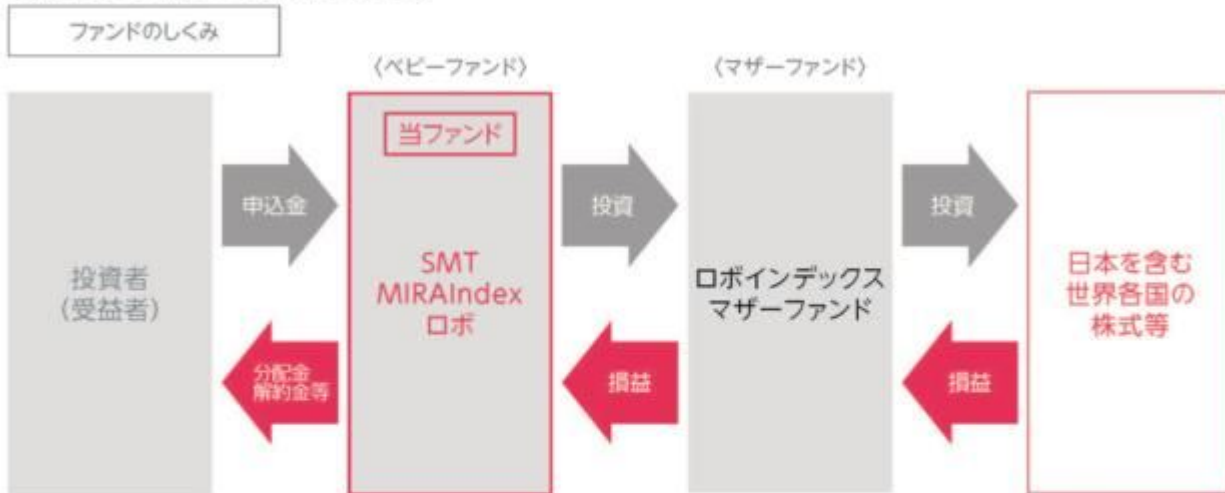 ファンドのしくみ
〈ベビーファンド〉
〈マザーファンド〉
投資者
(受益者)
申込金
分配金
解約金等
当ファンド
SMT
MIRAIndex
ロボ
投資
損益
ロボインデックス
マザーファンド
投資
損益
日本を含む
世界各国の
株式等